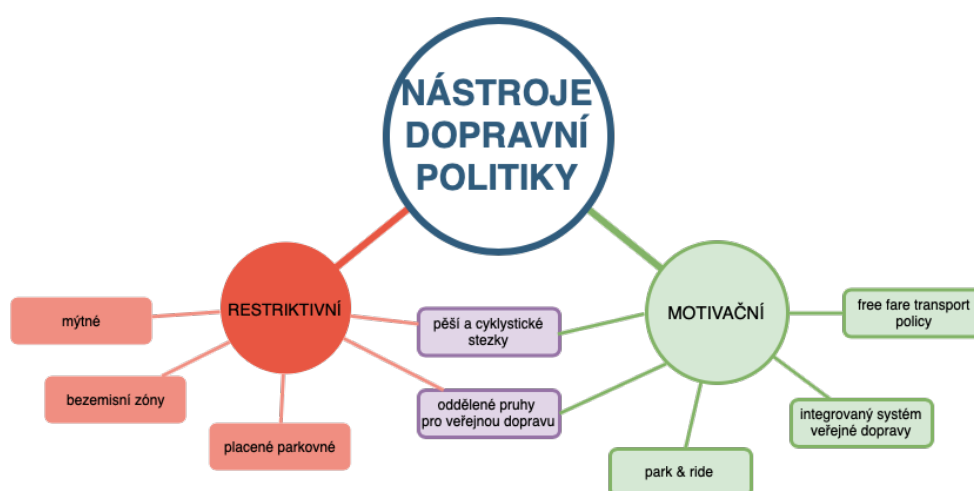 NÁSTROJE
DOPRAVNÍ
POLITIKY
RESTRIKTIVNÍ
MOTIVAČNÍ
mýtné
bezemisní zóny
placené parkovné
pěší a cyklystické
stezky
oddělené pruhy
pro veřejnou dopravu
free fare transport
policy
integrovaný systém
veřejné dopravy
park & ride